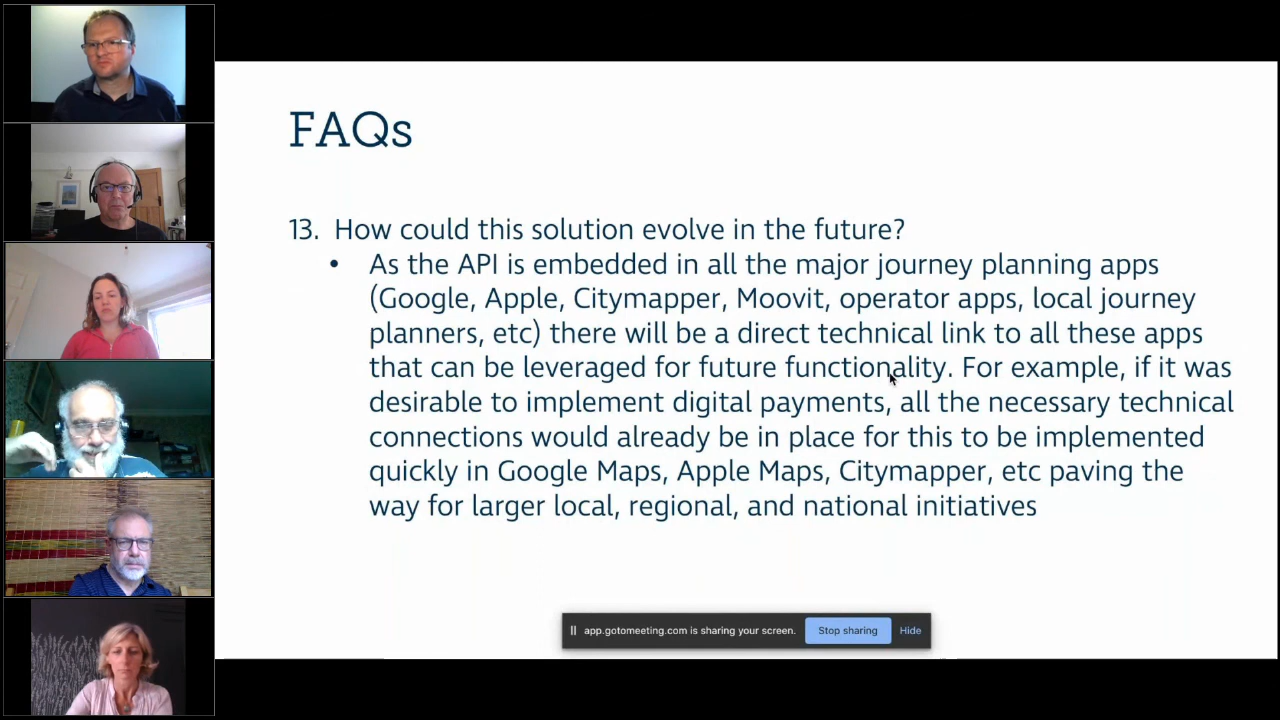 FAQs
13. How could this solution evolve in the future?
• As the API is embedded in all the major journey planning apps
(Google, Apple, Citymapper, Moovit, operator apps, local journey
planners, etc) there will be a direct technical link to all these apps
that can be leveraged for future functionality. For example, if it was
desirable to implement digital payments, all the necessary technical
connections would already be in place for this to be implemented
quickly in Google Maps, Apple Maps, Citymapper, etc paving the
way for larger local, regional, and national initiatives
app.gotomeeting.com is sharing your screen. Stop sharing Hide